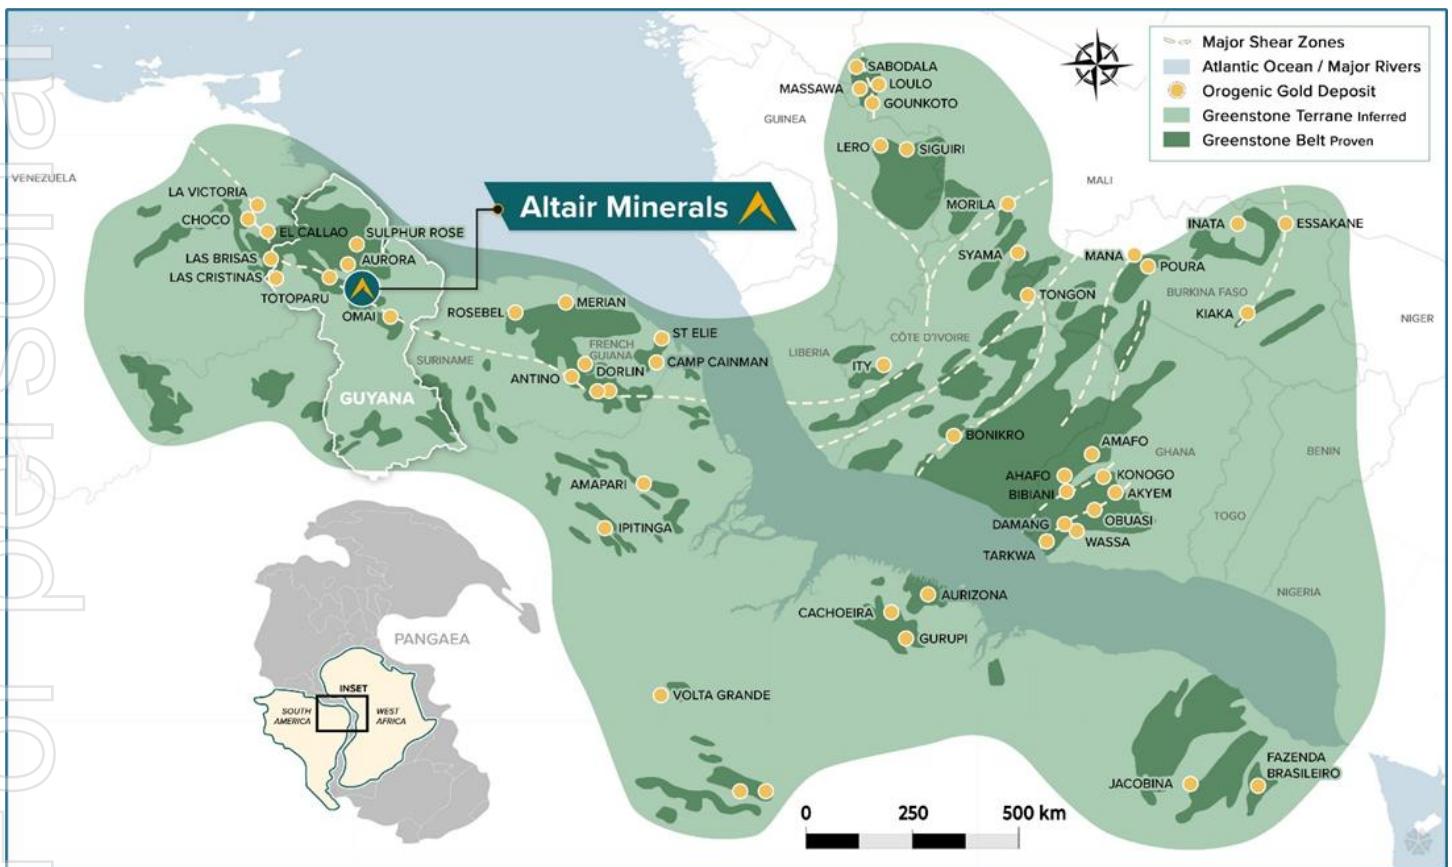 or personal
Major Shear Zones
Atlantic Ocean / Major Rivers
Orogenic Gold Deposit
Greenstone Terrane Inferred
Greenstone Belt Proven
SABODALA
MASSAWA
LOULO
GOUNKOTO
GUINEA
LERO
SIGUIRI
VENEZUELA
MALI
LA VICTORIA
CHOCO
EL CALLAO
SULPHUR ROSE
LAS BRISAS
AURORA
LAS CRISTINAS
TOTOPARU
OMAI
Altair Minerals
MORILA
SYAMA
TONGON
MANA
POURA
INATA
ESSAKANE
BURKINA FASO
KIAKA
NIGER
ROSEBEL
MERIAN
ST ELIE
FRENCH
GUIANA
CAMP CAINMAN
DORLIN
ANTINO
SURINAME
GUYANA
LIBERIA
CÔTE D'IVOIRE
ITY
BONIKRO
AMAFO
GHANA
BENIN
AHAFO
KONOGO
BIBIANI
AKYEM
DAMANG
OBUASI
TOGO
WASSA
TARKWA
NIGERIA
AMAPARI
IPITINGA
AURIZONA
CACHOEIRA
GURUPI
PANGAEA
INSET
SOUTH
AMERICA
WEST
AFRICA
VOLTA GRANDE
JACOBINA
FAZENDA
BRASILEIRO
0 250 500 km